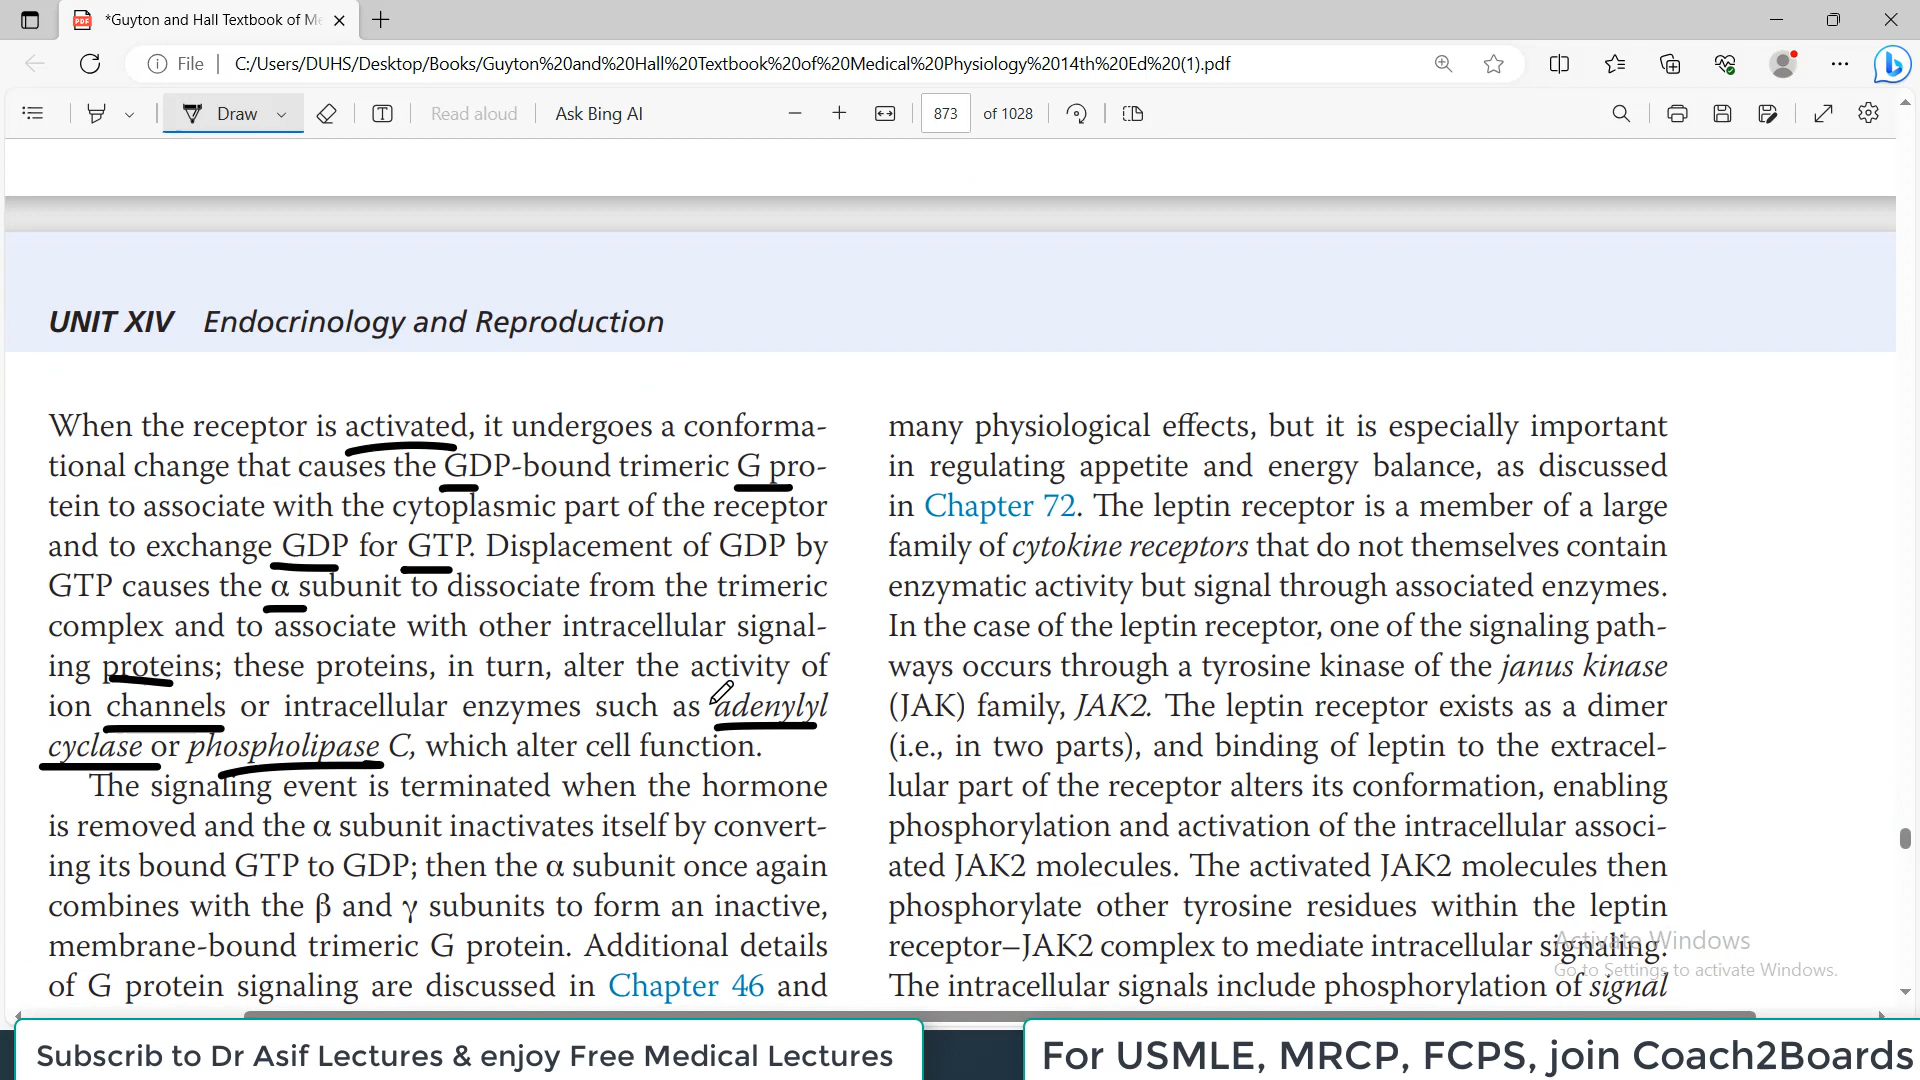 *Guyton and Hall Textbook of Me
File
C:/Users/DUHS/Desktop/Books/Guyton%20and%20Hall%20Textbook%20of%20Medical%20Physiology%2014th%20Ed%20(1).pdf
Draw
Read aloud
Ask Bing AI
873 of 1028
UNIT XIV Endocrinology and Reproduction
When the receptor is activated, it undergoes a conforma-
tional change that causes the GDP-bound trimeric G pro-
tein to associate with the cytoplasmic part of the receptor
and to exchange GDP for GTP. Displacement of GDP by
GTP causes the α subunit to dissociate from the trimeric
complex and to associate with other intracellular signal-
ing proteins; these proteins, in turn, alter the activity of
ion channels or intracellular enzymes such as adenylyl
cyclase or phospholipase C, which alter cell function.
The signaling event is terminated when the hormone
is removed and the α subunit inactivates itself by convert-
ing its bound GTP to GDP; then the α subunit once again
combines with the β and γ subunits to form an inactive,
membrane-bound trimeric G protein. Additional details
of G protein signaling are discussed in Chapter 46 and
many physiological effects, but it is especially important
in regulating appetite and energy balance, as discussed
in Chapter 72. The leptin receptor is a member of a large
family of cytokine receptors that do not themselves contain
enzymatic activity but signal through associated enzymes.
In the case of the leptin receptor, one of the signaling path-
ways occurs through a tyrosine kinase of the janus kinase
(JAK) family, JAK2. The leptin receptor exists as a dimer
(i.e., in two parts), and binding of leptin to the extracel-
lular part of the receptor alters its conformation, enabling
phosphorylation and activation of the intracellular associ-
ated JAK2 molecules. The activated JAK2 molecules then
phosphorylate other tyrosine residues within the leptin
receptor–JAK2 complex to mediate intracellular signaling.
The intracellular signals include phosphorylation of signal
Activate Windows
Go to Settings to activate Windows.
Subscrib to Dr Asif Lectures & enjoy Free Medical Lectures
For USMLE, MRCP, FCPS, join Coach2Boards